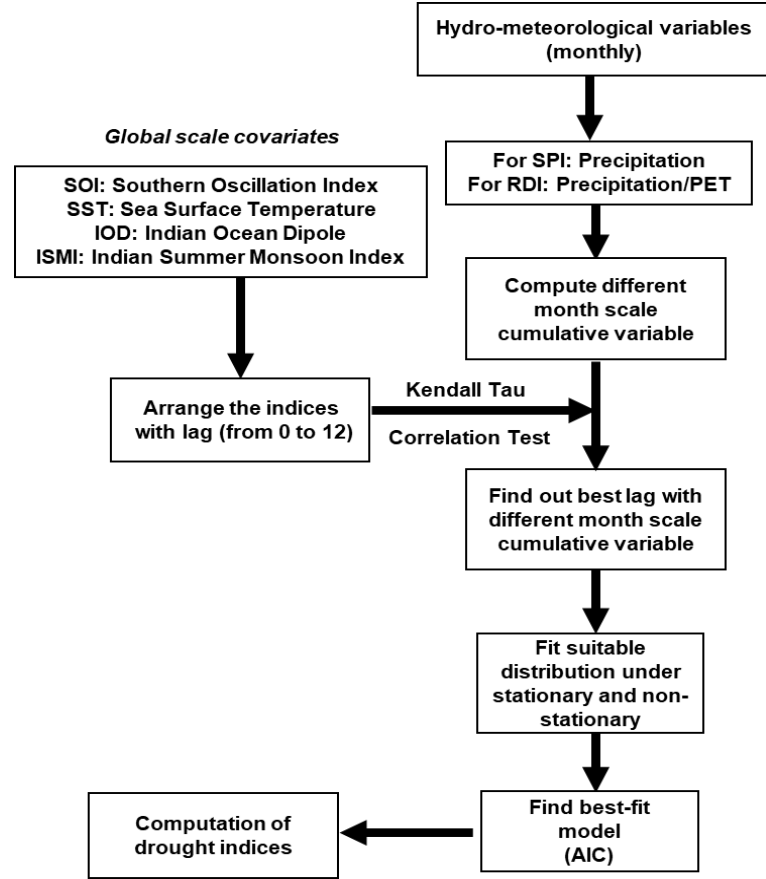 Hydro-meteorological variables
(monthly)
Global scale covariates
For SPI: Precipitation
For RDI: Precipitation/PET
SOI: Southern Oscillation Index
SST: Sea Surface Temperature
IOD: Indian Ocean Dipole
ISMI: Indian Summer Monsoon Index
Compute different
month scale
cumulative variable
Arrange the indices
with lag (from 0 to 12)
Kendall Tau
Correlation Test
Find out best lag with
different month scale
cumulative variable
Fit suitable
distribution under
stationary and non-
stationary
Find best-fit
model
(AIC)
Computation of
drought indices